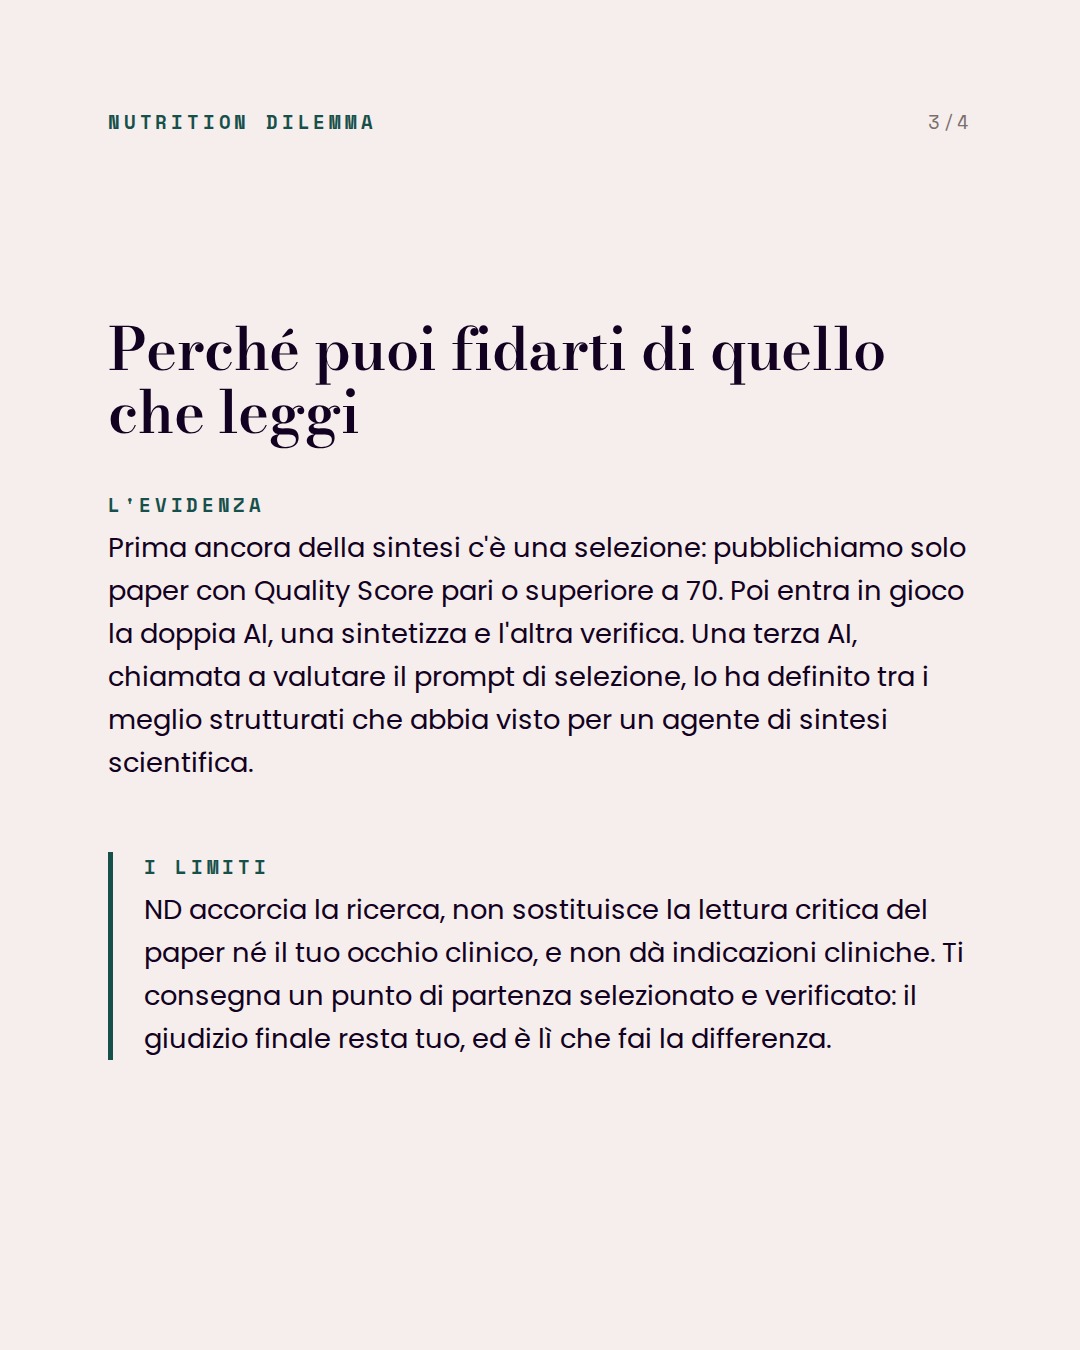 NUTRITION DILEMMA
3/4
Perché puoi fidarti di quello
che leggi
L'EVIDENZA
Prima ancora della sintesi c'è una selezione: pubblichiamo solo
paper con Quality Score pari o superiore a 70. Poi entra in gioco
la doppia AI, una sintetizza e l'altra verifica. Una terza AI,
chiamata a valutare il prompt di selezione, lo ha definito tra i
meglio strutturati che abbia visto per un agente di sintesi
scientifica.
I LIMITI
ND accorcia la ricerca, non sostituisce la lettura critica del
paper né il tuo occhio clinico, e non dà indicazioni cliniche. Ti
consegna un punto di partenza selezionato e verificato: il
giudizio finale resta tuo, ed è lì che fai la differenza.